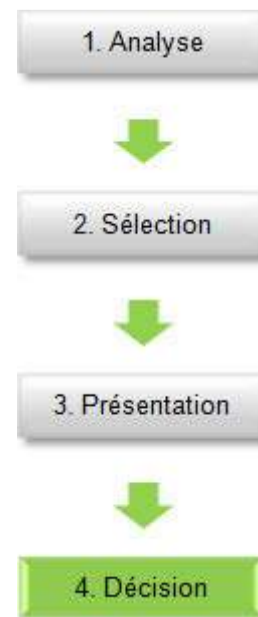 1. Analyse
2. Sélection
3. Présentation
4. Décision